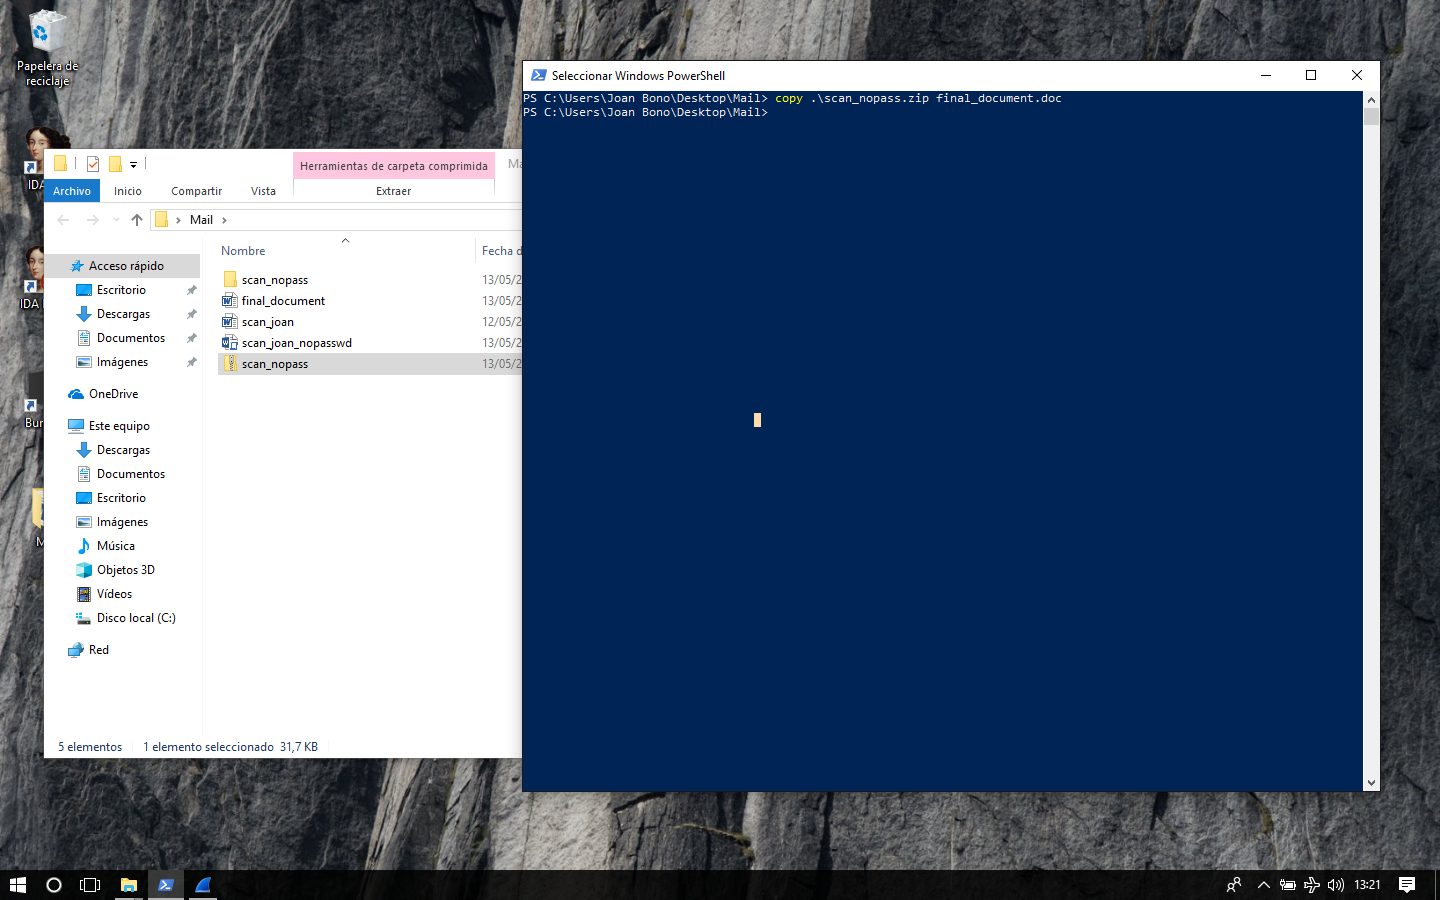 Papelera de
reciclaje
IDA
IDA
Bur
M
Herramientas de carpeta comprimida
Ma
Archivo
Inicio
Compartir
Vista
Extraer
Mail
Nombre
Fecha d
Acceso rápido
Escritorio
Descargas
Documentos
Imágenes
OneDrive
Este equipo
Descargas
Documentos
Escritorio
Imágenes
Música
Objetos 3D
Vídeos
Disco local (C:)
Red
scan_nopass 13/05/2
final_document 13/05/2
scan_joan 12/05/2
scan_joan_nopasswd 13/05/2
scan_nopass 13/05/2
5 elementos 1 elemento seleccionado 31,7 KB
Seleccionar Windows PowerShell
PS C:\Users\Joan Bono\Desktop\Mail> copy .\scan_nopass.zip final_document.doc
PS C:\Users\Joan Bono\Desktop\Mail>
13:21